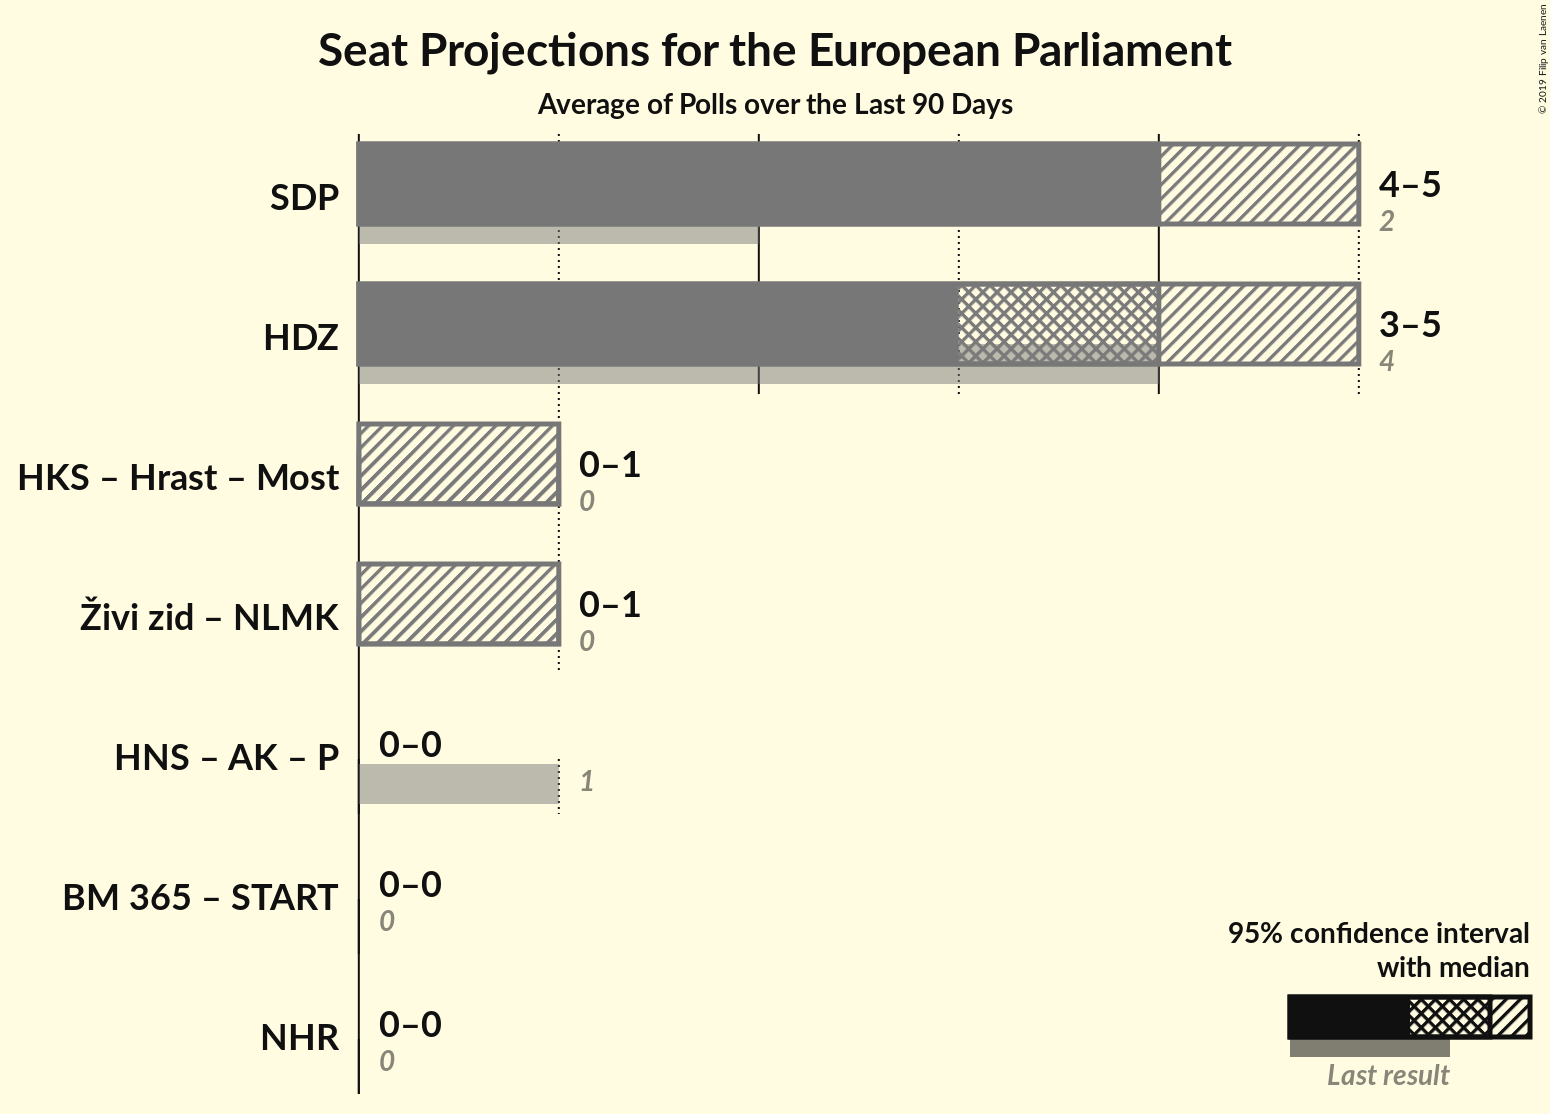 Seat Projections for the European Parliament
Average of Polls over the Last 90 Days
© 2019 Filip van Laenen
SDP
4–5
2
HDZ
3–5
4
HKS – Hrast – Most
0–1
0
Živi zid – NLMK
0–1
0
HNS – AK – P
0–0
1
BM 365 – START
0–0
0
NHR
0–0
0
95% confidence interval
with median
Last result